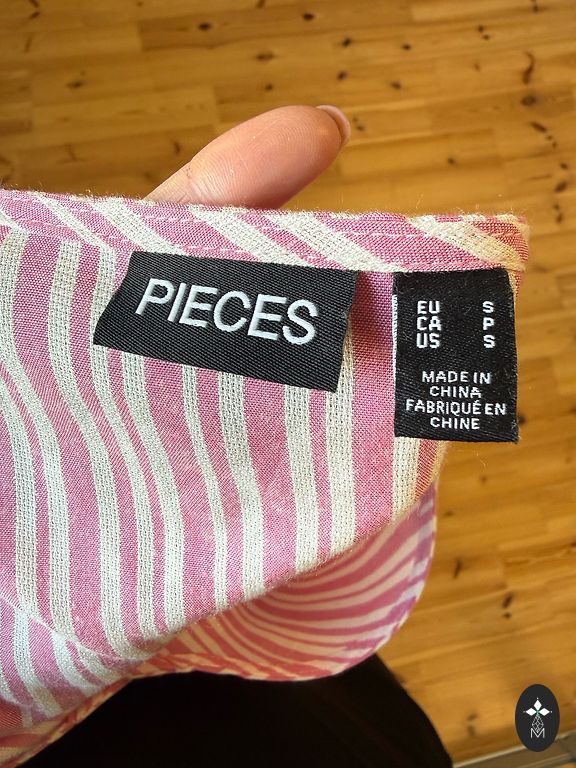 PIECES
EU S
CA P
US S
MADE IN
CHINA
FABRIQUÉ EN
CHINE
M